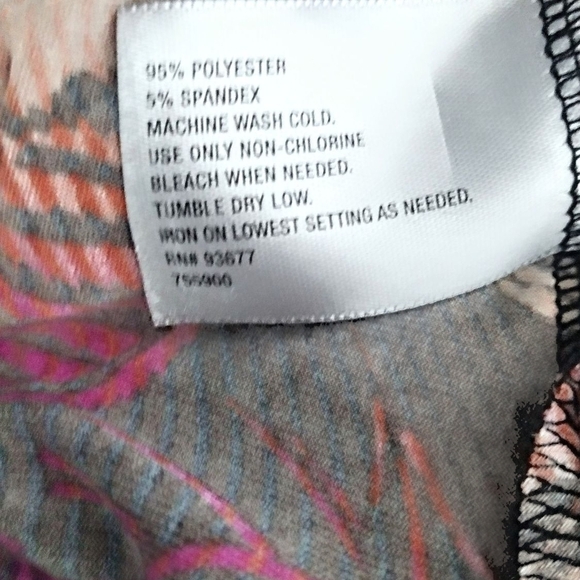 95% POLYESTER
5% SPANDEX
MACHINE WASH COLD.
USE ONLY NON-CHLORINE
BLEACH WHEN NEEDED.
TUMBLE DRY LOW.
IRON ON LOWEST SETTING AS NEEDED.
RN# 93677